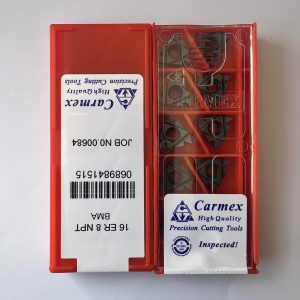 Carmex
High Quality
Precision Cutting Tools
JOB NO.00684
06898415115
16 ER 8 NPT
BMA
CARMEX
Carmex
High Quality
Precision Cutting Tools
Inspected!